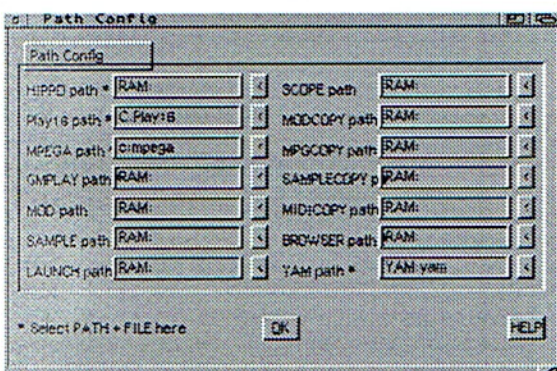 Path Config
Path Config
HIPPO path * RAM:
SCOPE path RAM:
Play16 path * C:Play16
MODCOPY path RAM:
MPEGA path * c:mpega
MPGCOPY path RAM:
GMPLAY path RAM:
SAMPLECOPY p RAM:
MOD path RAM:
MIDICOPY path RAM:
SAMPLE path RAM:
BROWSER path RAM:
LAUNCH path RAM:
YAM path * YAM:yam
* Select PATH + FILE here
OK
HELP